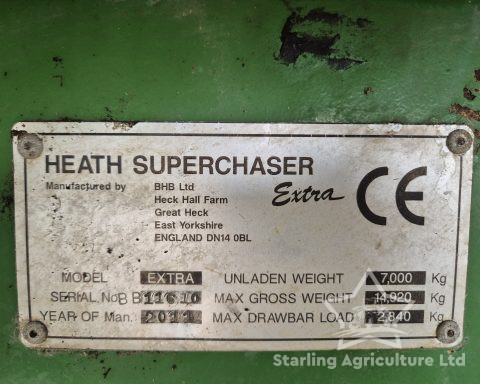 HEATH SUPERCHASER
Manufactured by BHB Ltd
Heck Hall Farm
Great Heck
East Yorkshire
ENGLAND DN14 0BL
Extra
CE
MODEL EXTRA UNLADEN WEIGHT 7,000 Kg
SERIAL No. MAX GROSS WEIGHT 14,920 Kg
YEAR OF Man. 2011 MAX DRAWBAR LOAD 2,840 Kg
Starling Agriculture Ltd